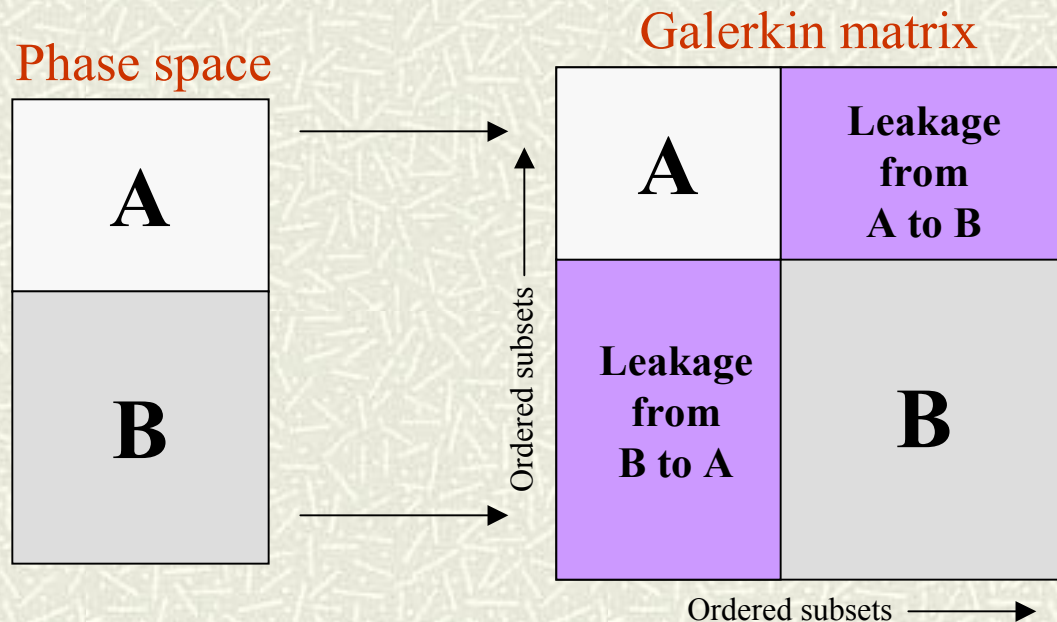 Phase space
A
B
Galerkin matrix
A
Leakage
from
A to B
Leakage
from
B to A
B
Ordered subsets
Ordered subsets